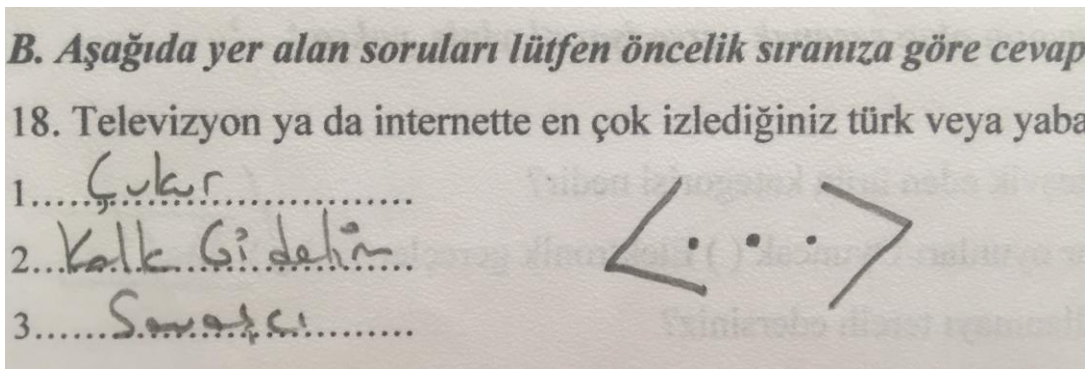 B. Aşağıda yer alan soruları lütfen öncelik sıranıza göre cevap
18. Televizyon ya da internette en çok izlediğiniz türk veya yaba
1.....Çukur..................
2...Kalk Gidelim...
3......Savaşçı..........